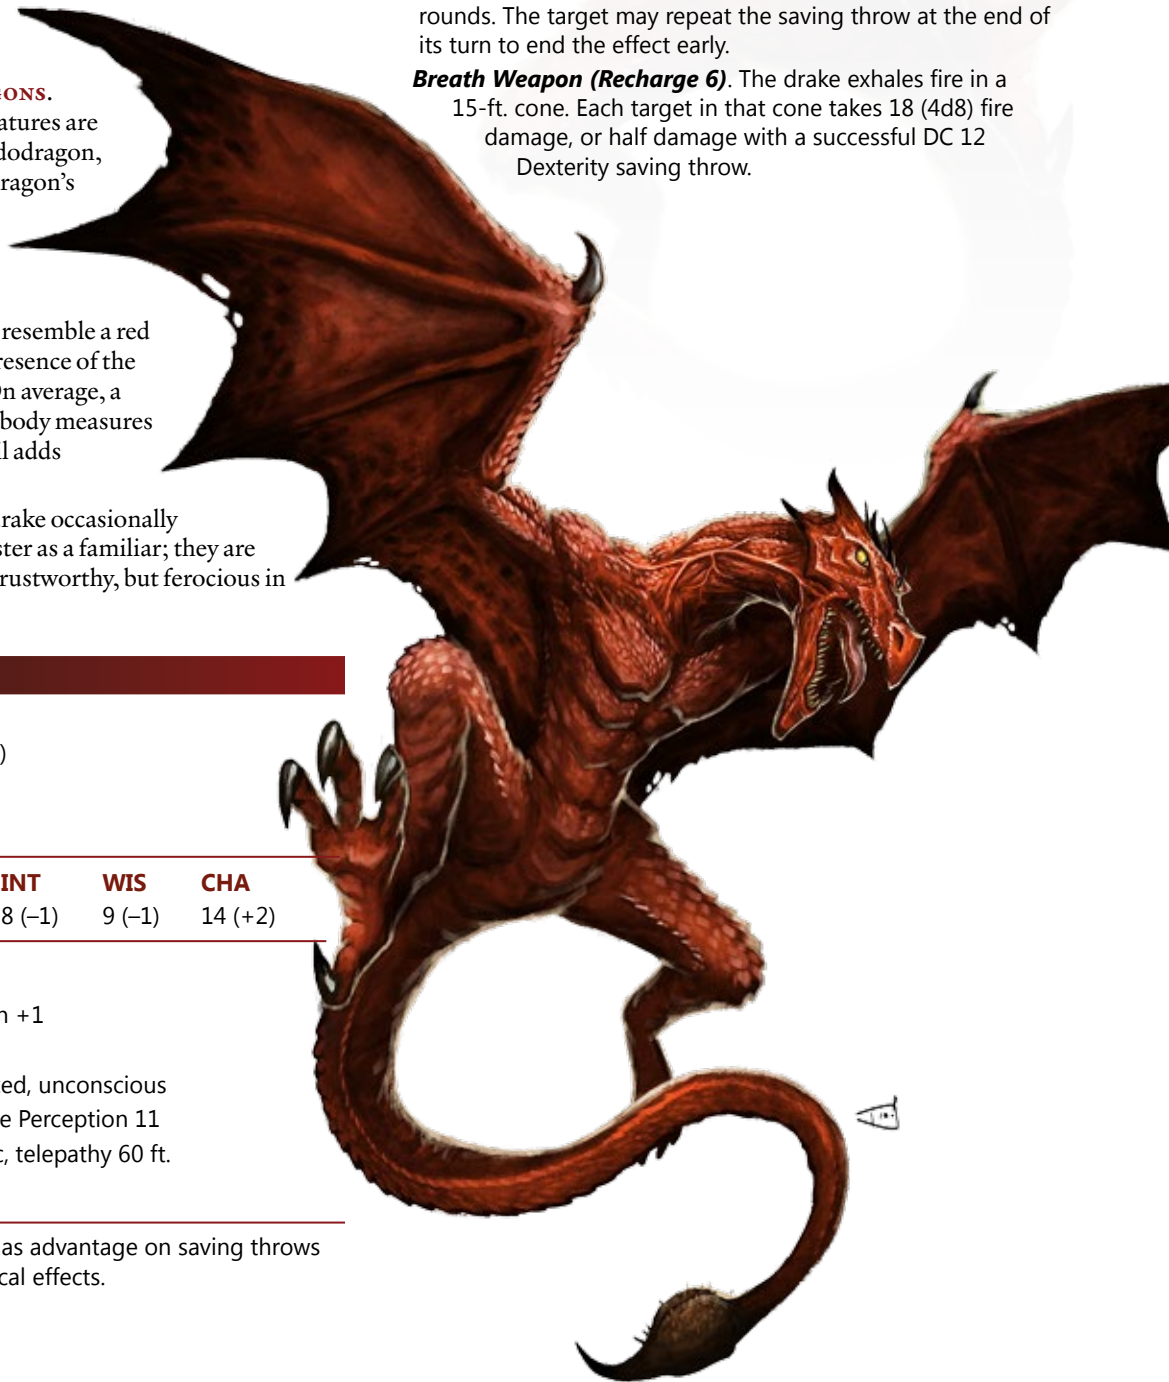 ONS.
atures are
dodragon,
ragon’s
resemble a red
resence of the
n average, a
body measures
l adds
rake occasionally
ster as a familiar; they are
rustworthy, but ferocious in
)
INT WIS CHA
8 (–1) 9 (–1) 14 (+2)
n +1
ed, unconscious
e Perception 11
c, telepathy 60 ft.
as advantage on saving throws
cal effects.
rounds. The target may repeat the saving throw at the end of
its turn to end the effect early.
Breath Weapon (Recharge 6). The drake exhales fire in a
15-ft. cone. Each target in that cone takes 18 (4d8) fire
damage, or half damage with a successful DC 12
Dexterity saving throw.